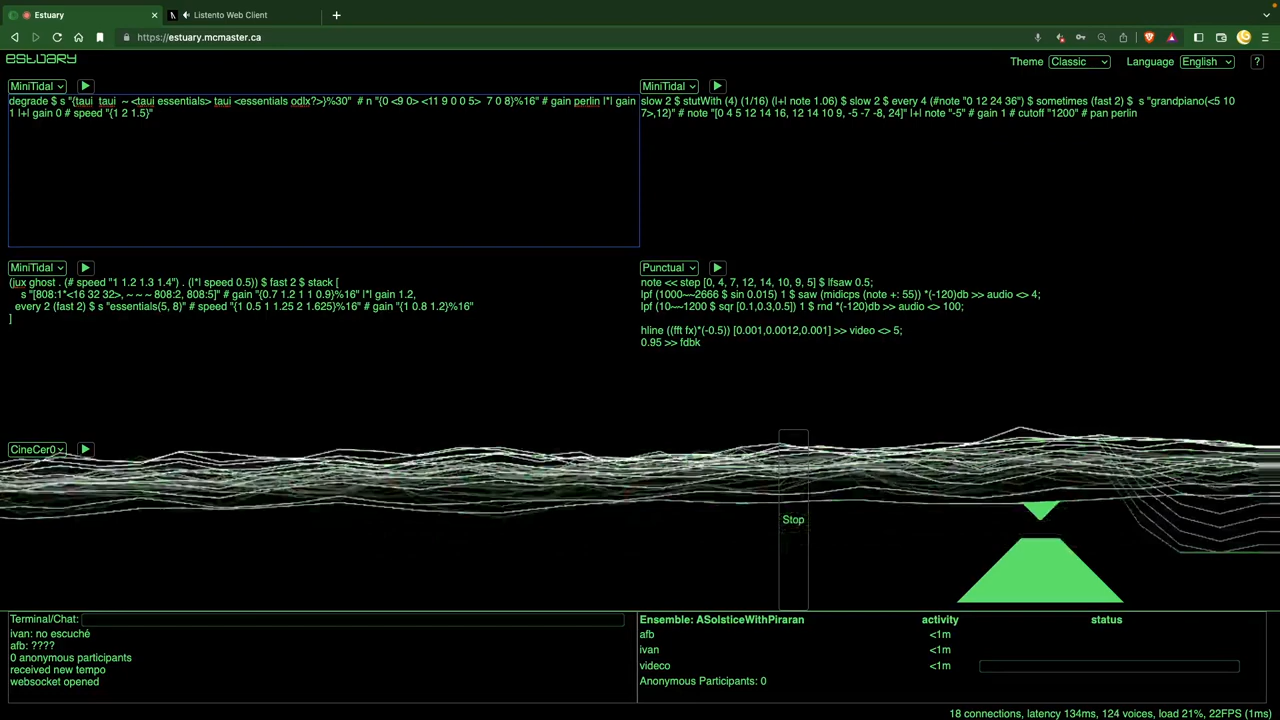 Estuary
Listento Web Client
https://estuary.mcmaster.ca
estuary
Theme Classic Language English ?
MiniTidal
degrade $ s "{taui  taui  ~ <taui essentials> taui <essentials odlx?>}%30"  # n "{0 <9 0> <11 9 0 0 5>  7 0 8}%16" # gain perlin |*| gain
1 |+| gain 0 # speed "{1 2 1.5}"
MiniTidal
slow 2 $ stutWith (4) (1/16) (|+| note 1.06) $ slow 2 $ every 4 (#note "0 12 24 36") $ sometimes (fast 2) $  s "grandpiano(<5 10
7>,12)" # note "[0 4 5 12 14 16, 12 14 10 9, -5 -7 -8, 24]" |+| note "-5" # gain 1 # cutoff "1200" # pan perlin
MiniTidal
(jux ghost . (# speed "1 1.2 1.3 1.4") . (|*| speed 0.5)) $ fast 2 $ stack [
s "[808:1*<16 32 32>, ~ ~ ~ 808:2, 808:5]" # gain "{0.7 1.2 1 1 0.9}%16" |*| gain 1.2,
every 2 (fast 2) $ s "essentials(5, 8)" # speed "{1 0.5 1 1.25 2 1.625}%16" # gain "{1 0.8 1.2}%16"
]
Punctual
note << step [0, 4, 7, 12, 14, 10, 9, 5] $ lfsaw 0.5;
lpf (1000~~2666 $ sin 0.015) 1 $ saw (midicps (note +: 55)) *(-120)db >> audio <> 4;
lpf (10~~1200 $ sqr [0.1,0.3,0.5]) 1 $ rnd *(-120)db >> audio <> 100;
hline ((fft fx)*(-0.5)) [0.001,0.0012,0.001] >> video <> 5;
0.95 >> fdbk
CineCer0
Stop
Terminal/Chat:
ivan: no escuché
afb: ????
0 anonymous participants
received new tempo
websocket opened
Ensemble: ASolsticeWithPiraran activity status
afb <1m
ivan <1m
videco <1m
Anonymous Participants: 0
18 connections, latency 134ms, 124 voices, load 21%, 22FPS (1ms)